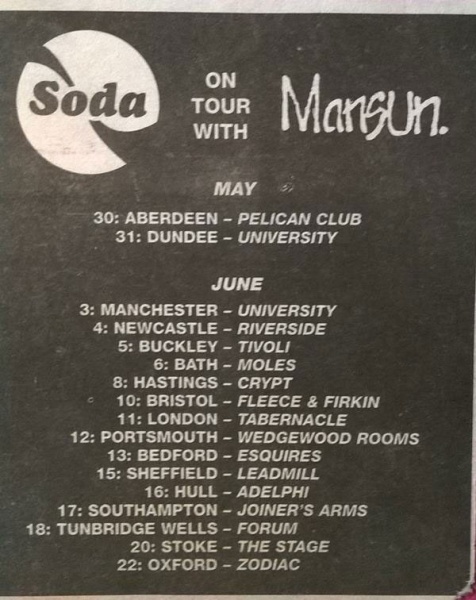 Soda
ON
TOUR
WITH
Mansun.
MAY
30: ABERDEEN – PELICAN CLUB
31: DUNDEE – UNIVERSITY
JUNE
3: MANCHESTER – UNIVERSITY
4: NEWCASTLE – RIVERSIDE
5: BUCKLEY – TIVOLI
6: BATH – MOLES
8: HASTINGS – CRYPT
10: BRISTOL – FLEECE & FIRKIN
11: LONDON – TABERNACLE
12: PORTSMOUTH – WEDGEWOOD ROOMS
13: BEDFORD – ESQUIRES
15: SHEFFIELD – LEADMILL
16: HULL – ADELPHI
17: SOUTHAMPTON – JOINER'S ARMS
18: TUNBRIDGE WELLS – FORUM
20: STOKE – THE STAGE
22: OXFORD – ZODIAC